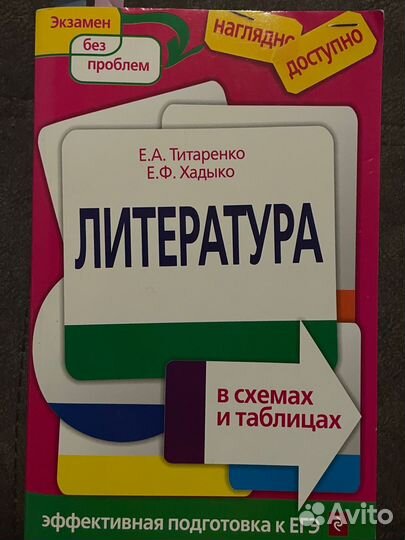 Экзамен
без
проблем
наглядно
доступно
Е.А. Титаренко
Е.Ф. Хадыко
ЛИТЕРАТУРА
в схемах
и таблицах
эффективная подготовка к ЕГЭ
Avito